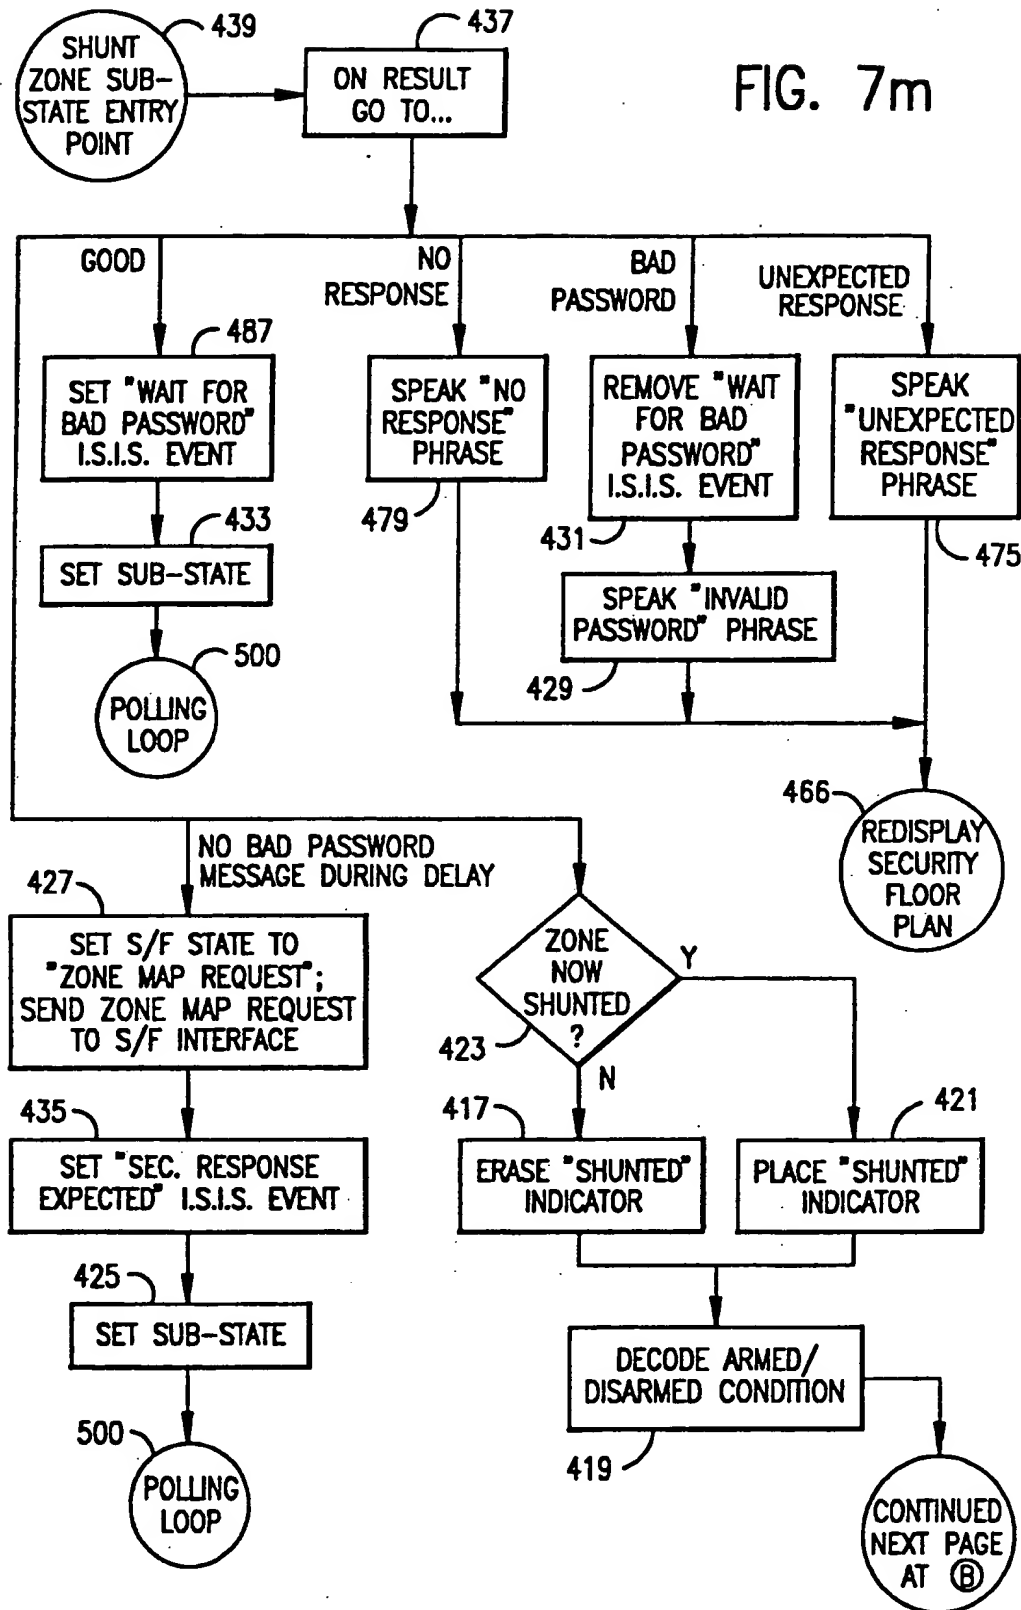 439
SHUNT
ZONE SUB-
STATE ENTRY
POINT
437
ON RESULT
GO TO...
FIG. 7m
GOOD
NO
RESPONSE
BAD
PASSWORD
UNEXPECTED
RESPONSE
487
SET "WAIT FOR
BAD PASSWORD"
I.S.I.S. EVENT
SPEAK "NO
RESPONSE"
PHRASE
479
REMOVE "WAIT
FOR BAD
PASSWORD"
I.S.I.S. EVENT
431
SPEAK
"UNEXPECTED
RESPONSE"
PHRASE
475
433
SET SUB-STATE
SPEAK "INVALID
PASSWORD" PHRASE
429
500
POLLING
LOOP
466
REDISPLAY
SECURITY
FLOOR
PLAN
NO BAD PASSWORD
MESSAGE DURING DELAY
427
SET S/F STATE TO
"ZONE MAP REQUEST";
SEND ZONE MAP REQUEST
TO S/F INTERFACE
ZONE
NOW
SHUNTED
?
423
Y
N
435
SET "SEC. RESPONSE
EXPECTED" I.S.I.S. EVENT
417
ERASE "SHUNTED"
INDICATOR
421
PLACE "SHUNTED"
INDICATOR
425
SET SUB-STATE
DECODE ARMED/
DISARMED CONDITION
419
500
POLLING
LOOP
CONTINUED
NEXT PAGE
AT Ⓑ